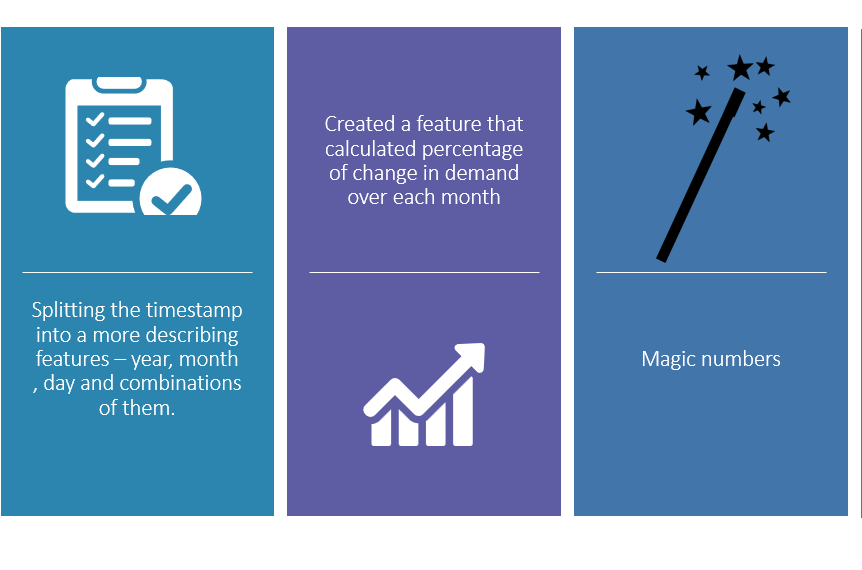 Splitting the timestamp
into a more describing
features – year, month
, day and combinations
of them.
Created a feature that
calculated percentage
of change in demand
over each month
Magic numbers